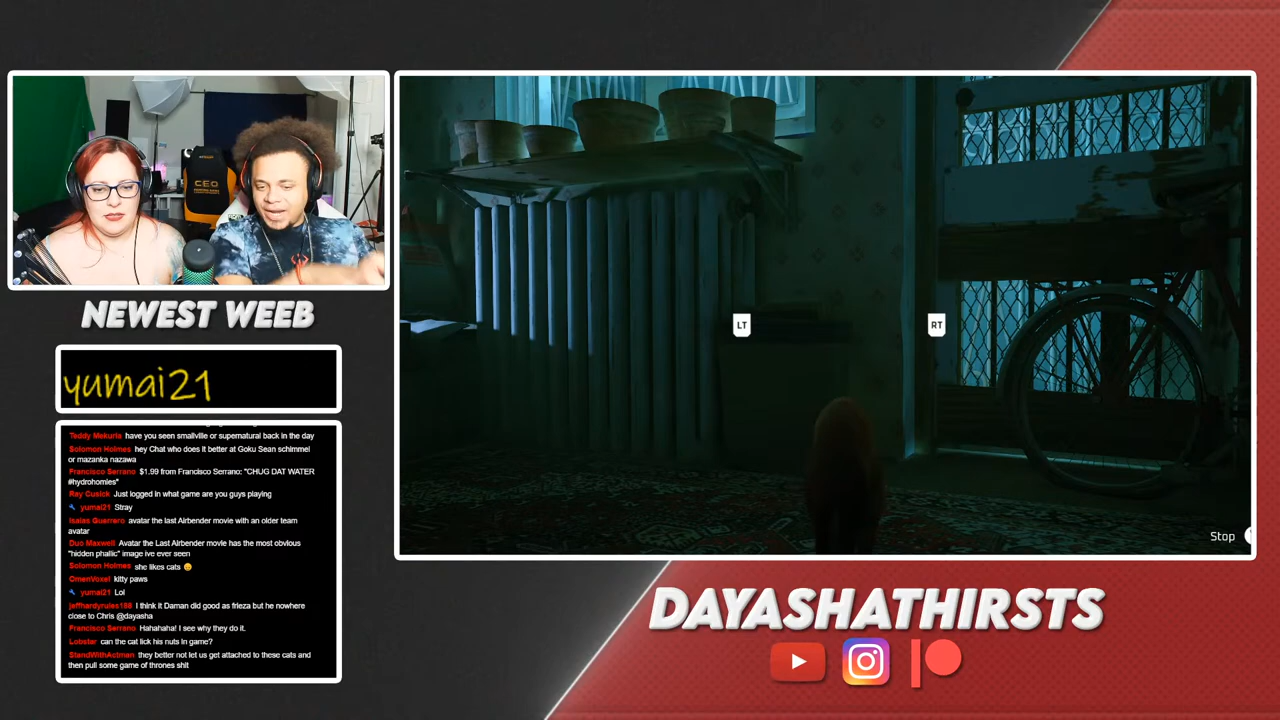 CEO
NEWEST WEEB
yumai21
Teddy Mekuria have you seen smallville or supernatural back in the day
Solomon Holmes hey Chat who does it better at Goku Sean schimmel
or mazanka nazawa
Francisco Serrano $1.99 from Francisco Serrano: "CHUG DAT WATER
#hydrohomies"
Ray Cusick Just logged in what game are you guys playing
yumai21 Stray
Isaias Guerrero avatar the last Airbender movie with an older team
avatar
Duo Maxwell Avatar the Last Airbender movie has the most obvious
"hidden phallic" image ive ever seen
Solomon Holmes she likes cats
OmenVoxel kitty paws
yumai21 Lol
jeffhardyrules188 I think it Daman did good as frieza but he nowhere
close to Chris @dayasha
Francisco Serrano Hahahaha! I see why they do it.
Lobster can the cat lick his nuts In game?
StandWithActman they better not let us get attached to these cats and
then pull some game of thrones shit
LT
RT
Stop
DAYASHATHIRSTS